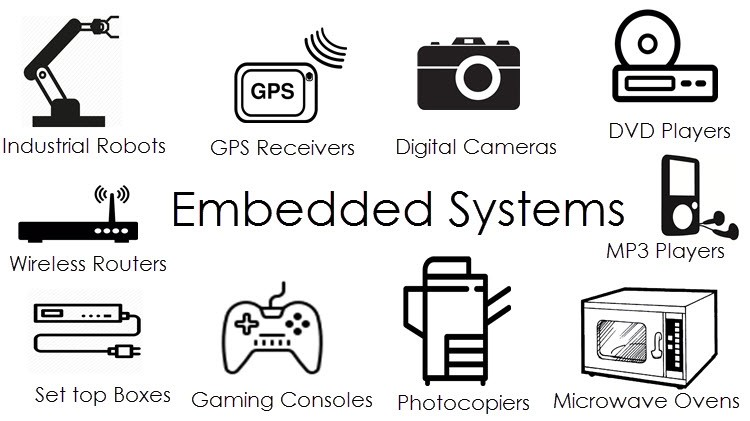 GPS
Industrial Robots
GPS Receivers
Digital Cameras
DVD Players
Embedded Systems
Wireless Routers
MP3 Players
Set top Boxes
Gaming Consoles
Photocopiers
Microwave Ovens